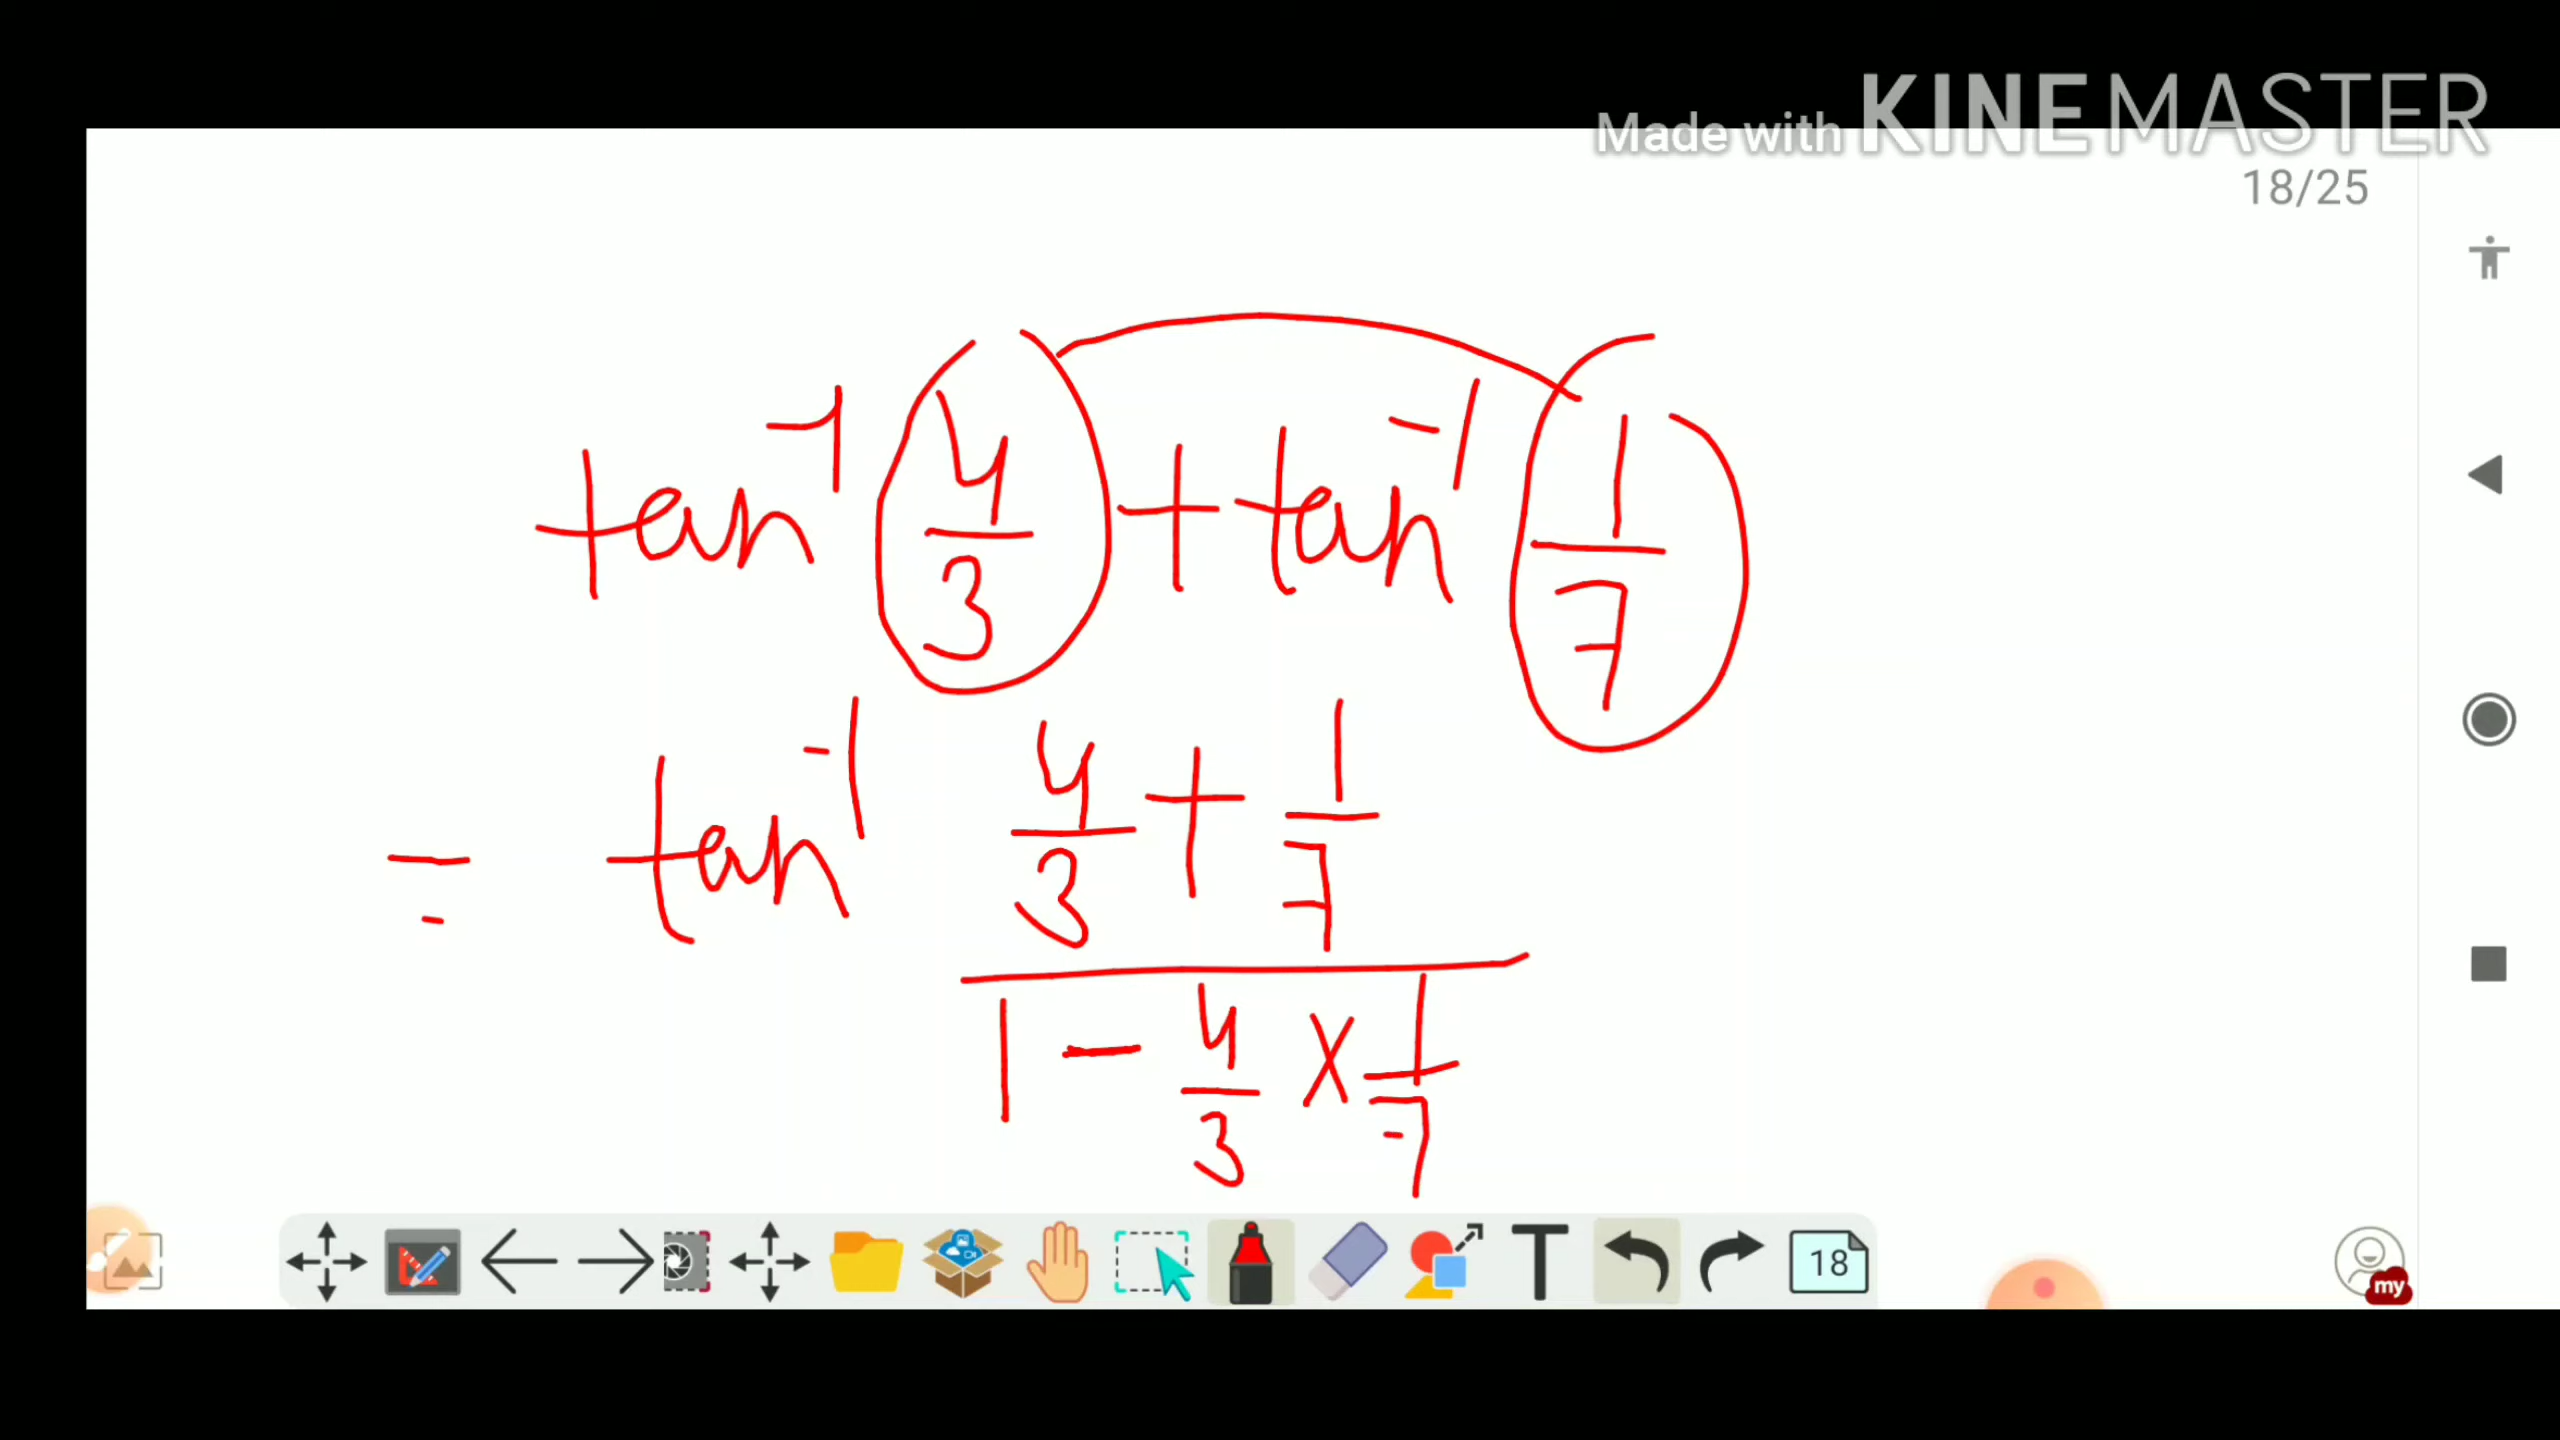 Made with KINEMASTER
18/25
tan⁻¹(4/3) + tan⁻¹(1/7)
= tan⁻¹ (4/3 + 1/7)/(1 - 4/3 x 1/7)
T
18
my